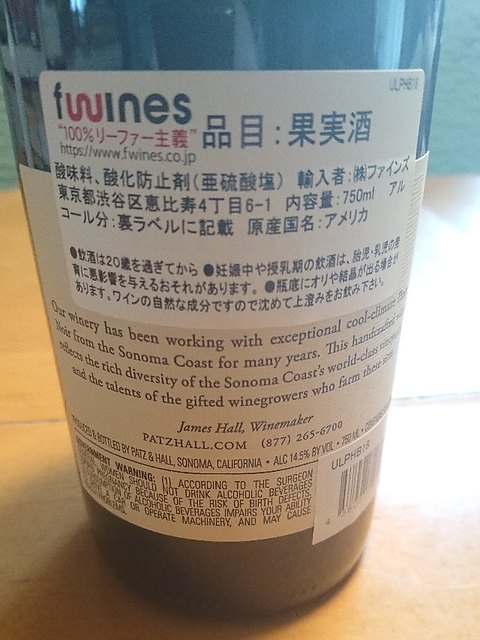 fwines
ULPHB16
"100%リーファー主義"
品目:果実酒
https://www.fwines.co.jp
酸味料、酸化防止剤(亜硫酸塩) 輸入者:㈱ファインズ
東京都渋谷区恵比寿4丁目6-1 内容量:750ml アル
コール分:裏ラベルに記載 原産国名:アメリカ
●飲酒は20歳を過ぎてから ●妊娠中や授乳期の飲酒は、胎児・乳児の発
育に悪影響を与えるおそれがあります。 ●瓶底にオリや結晶が出る場合が
あります。ワインの自然な成分ですので沈めて上澄みをお飲み下さい。
Our winery has been working with exceptional cool-climate
Noir from the Sonoma Coast for many years. This handcrafted
reflects the rich diversity of the Sonoma Coast's world-class
and the talents of the gifted winegrowers who farm these
James Hall, Winemaker
PATZHALL.COM (877) 265-6700
& BOTTLED BY PATZ & HALL, SONOMA, CALIFORNIA • ALC 14.5% BY VOL • 750 ML •
ULPHB16
WARNING: (1) ACCORDING TO THE SURGEON
WOMEN SHOULD NOT DRINK ALCOHOLIC BEVERAGES
BECAUSE OF THE RISK OF BIRTH DEFECTS.
OF ALCOHOLIC BEVERAGES IMPAIRS YOUR ABILITY
A CAR OR OPERATE MACHINERY, AND MAY CAUSE
PROBLEMS.